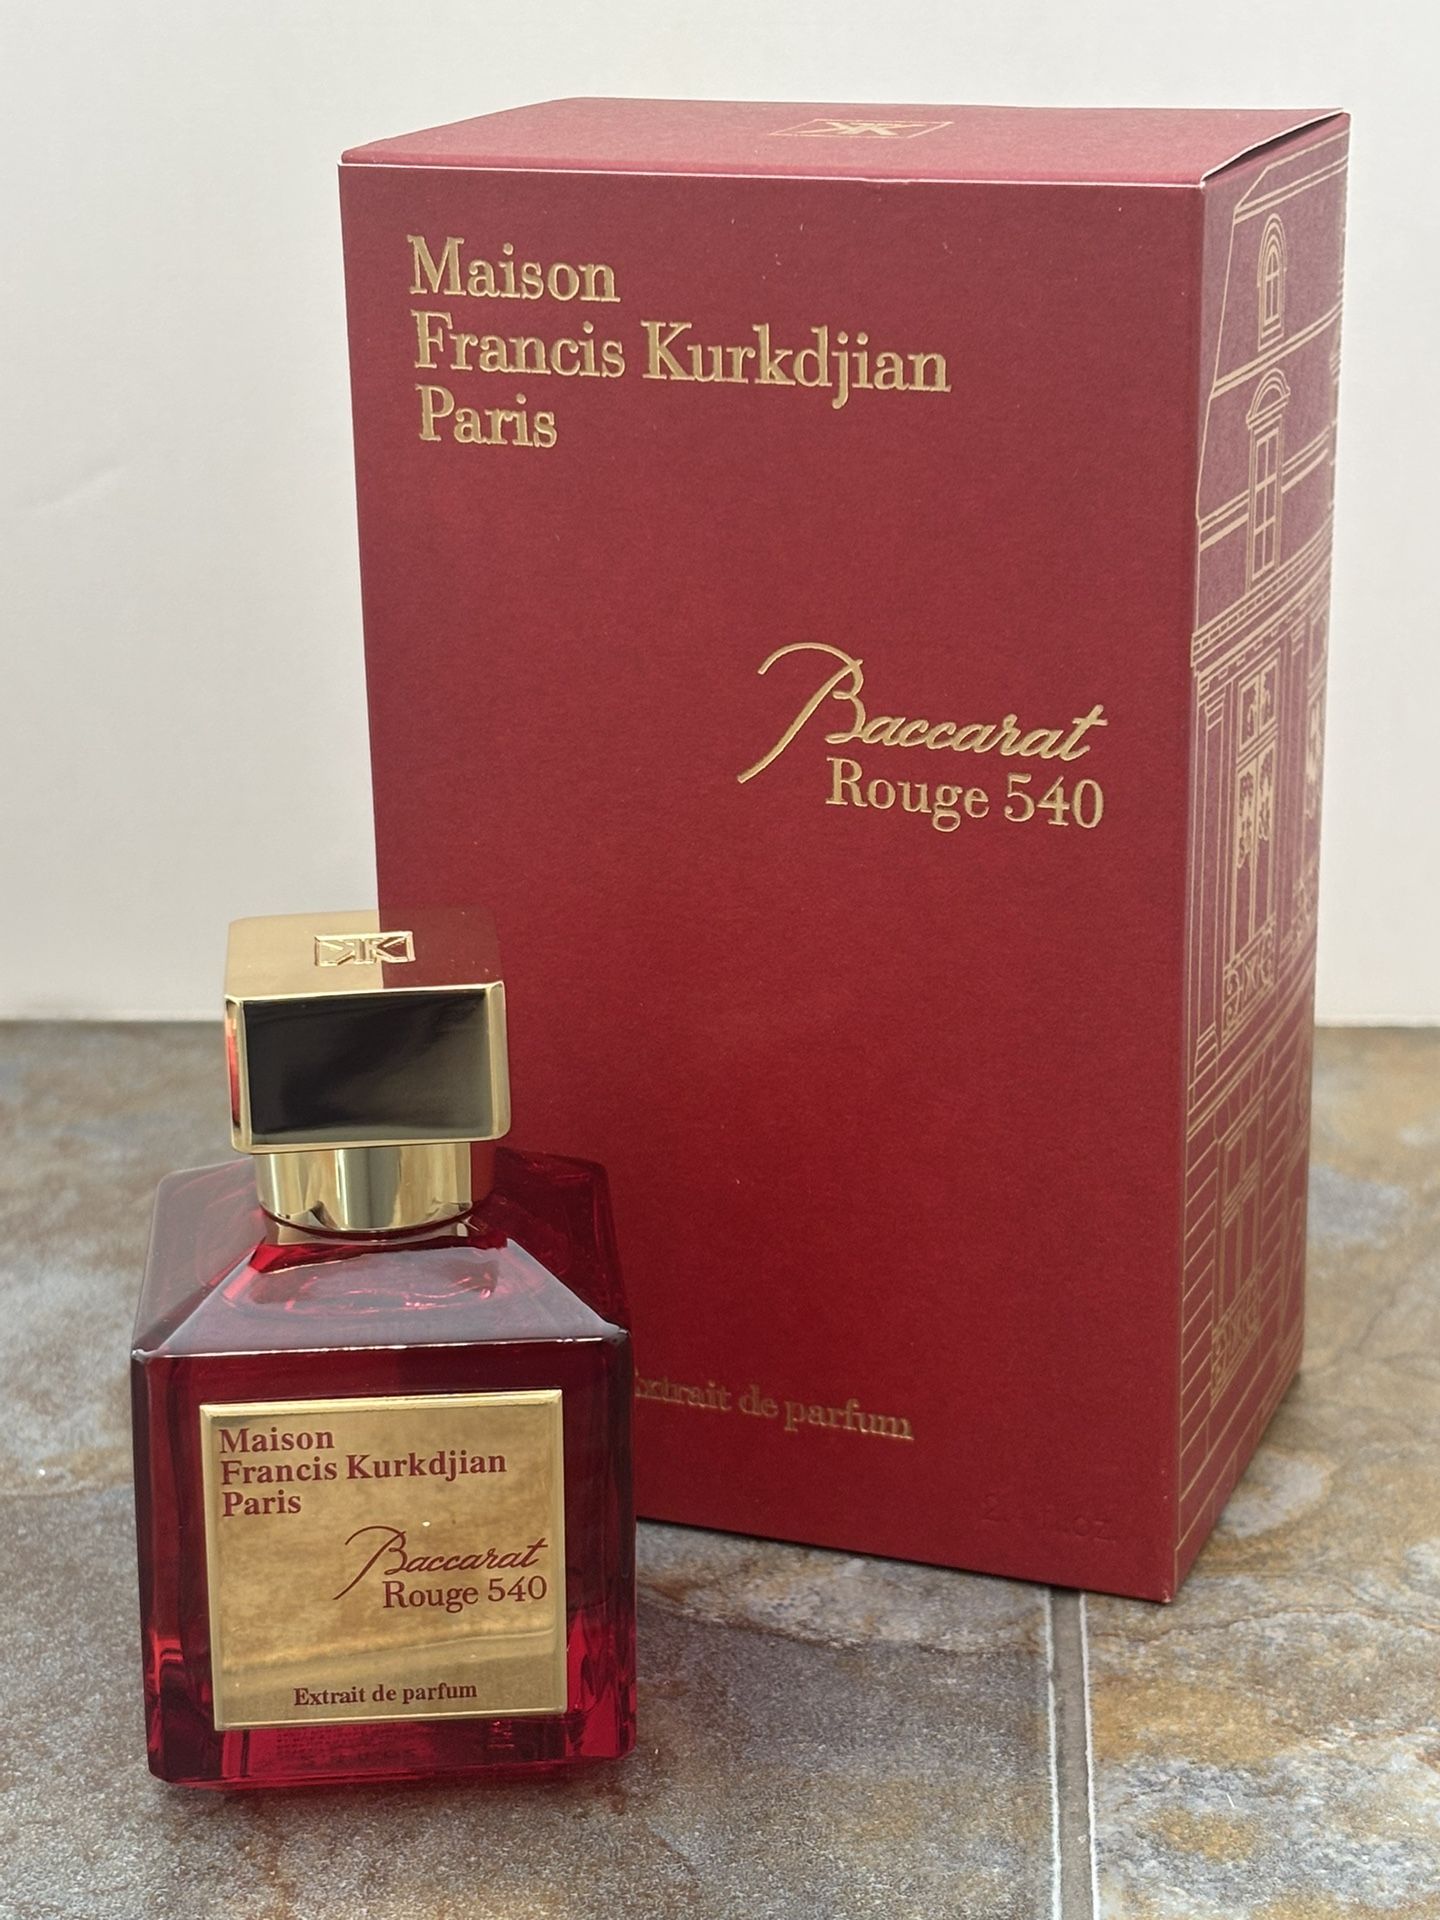 Maison
Francis Kurkdjian
Paris
Baccarat
Rouge 540
Extrait de parfum
Maison
Francis Kurkdjian
Paris
Baccarat
Rouge 540
Extrait de parfum